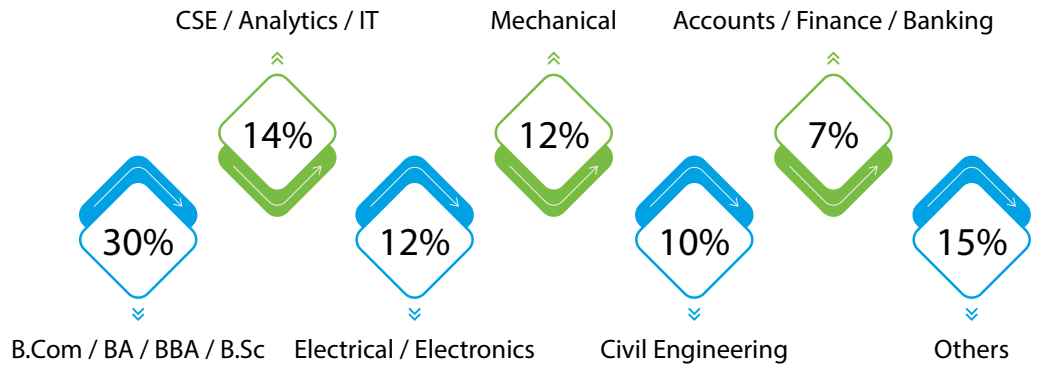 CSE / Analytics / IT
Mechanical
Accounts / Finance / Banking
14%
12%
7%
30%
12%
10%
15%
B.Com / BA / BBA / B.Sc
Electrical / Electronics
Civil Engineering
Others